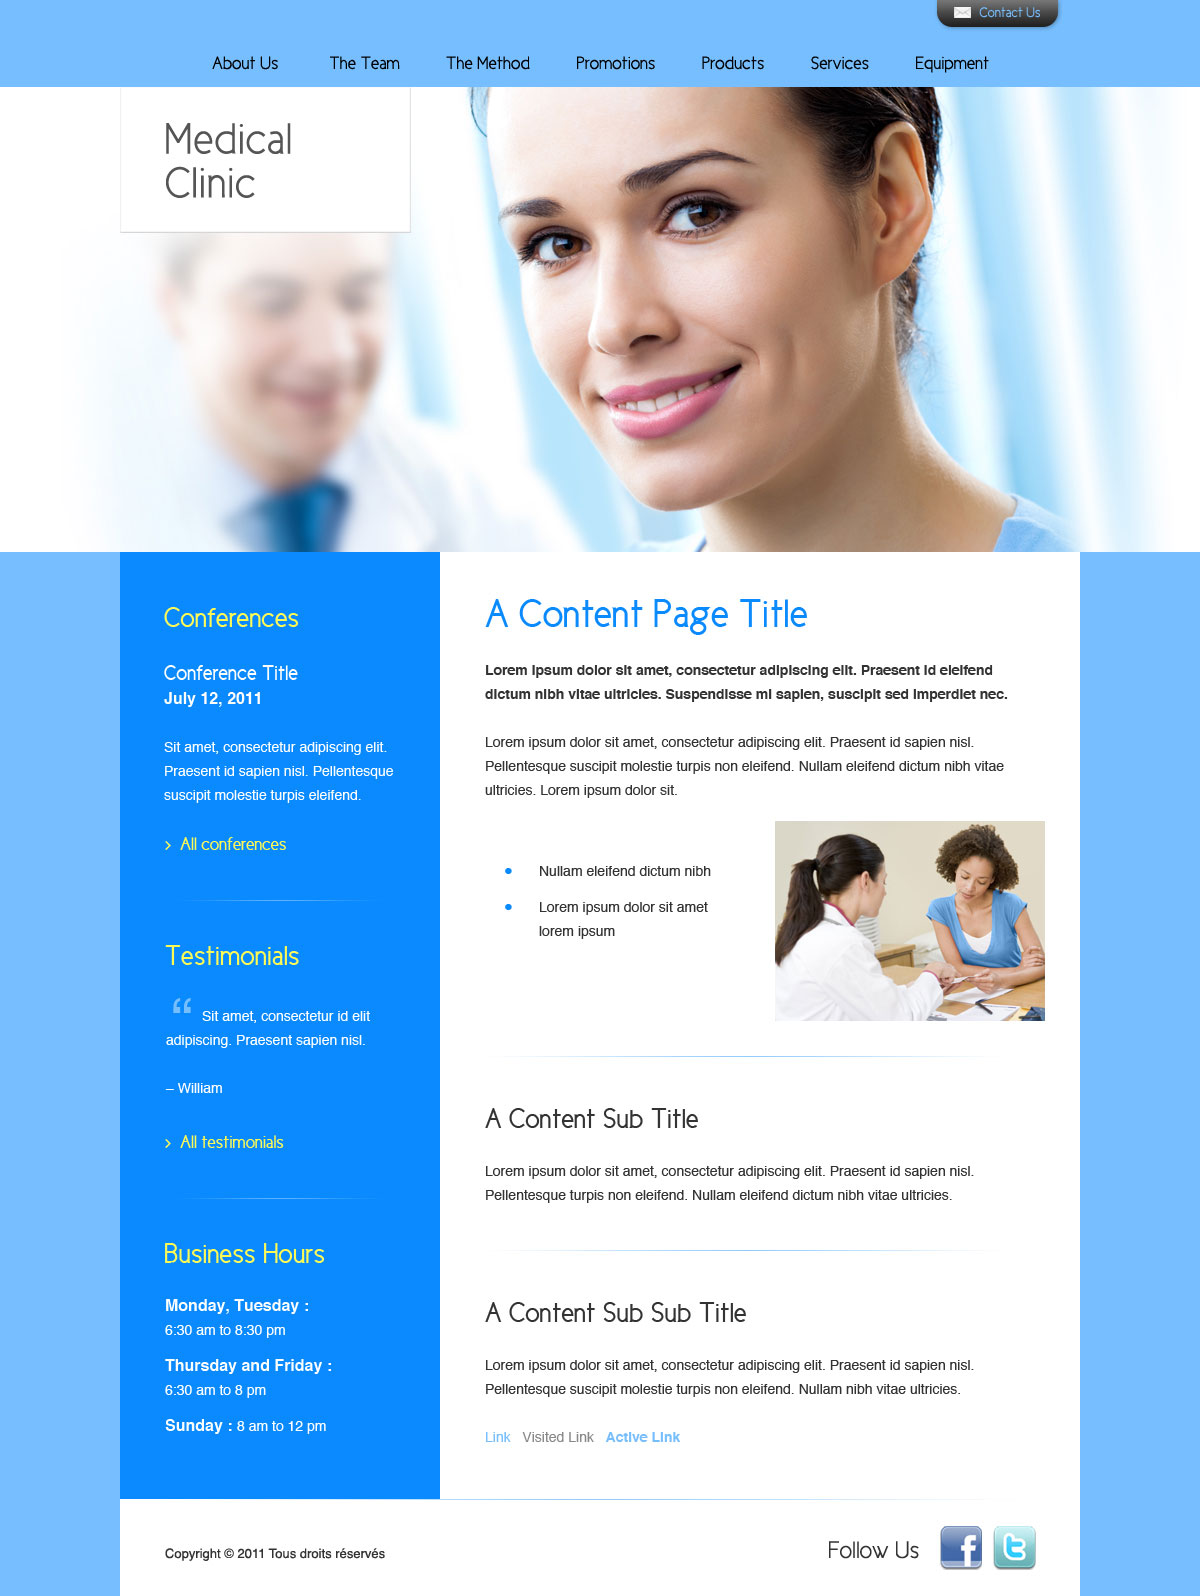 Contact Us
About Us The Team The Method Promotions Products Services Equipment
Medical
Clinic
Conferences
Conference Title
July 12, 2011
Sit amet, consectetur adipiscing elit.
Praesent id sapien nisl. Pellentesque
suscipit molestie turpis eleifend.
› All conferences
Testimonials
“ Sit amet, consectetur id elit
adipiscing. Praesent sapien nisl.
– William
› All testimonials
Business Hours
Monday, Tuesday :
6:30 am to 8:30 pm
Thursday and Friday :
6:30 am to 8 pm
Sunday : 8 am to 12 pm
A Content Page Title
Lorem ipsum dolor sit amet, consectetur adipiscing elit. Praesent id eleifend
dictum nibh vitae ultricies. Suspendisse mi sapien, suscipit sed imperdiet nec.
Lorem ipsum dolor sit amet, consectetur adipiscing elit. Praesent id sapien nisl.
Pellentesque suscipit molestie turpis non eleifend. Nullam eleifend dictum nibh vitae
ultricies. Lorem ipsum dolor sit.
• Nullam eleifend dictum nibh
• Lorem ipsum dolor sit amet
lorem ipsum
A Content Sub Title
Lorem ipsum dolor sit amet, consectetur adipiscing elit. Praesent id sapien nisl.
Pellentesque turpis non eleifend. Nullam eleifend dictum nibh vitae ultricies.
A Content Sub Sub Title
Lorem ipsum dolor sit amet, consectetur adipiscing elit. Praesent id sapien nisl.
Pellentesque suscipit molestie turpis non eleifend. Nullam nibh vitae ultricies.
Link Visited Link Active Link
Copyright © 2011 Tous droits réservés
Follow Us f t